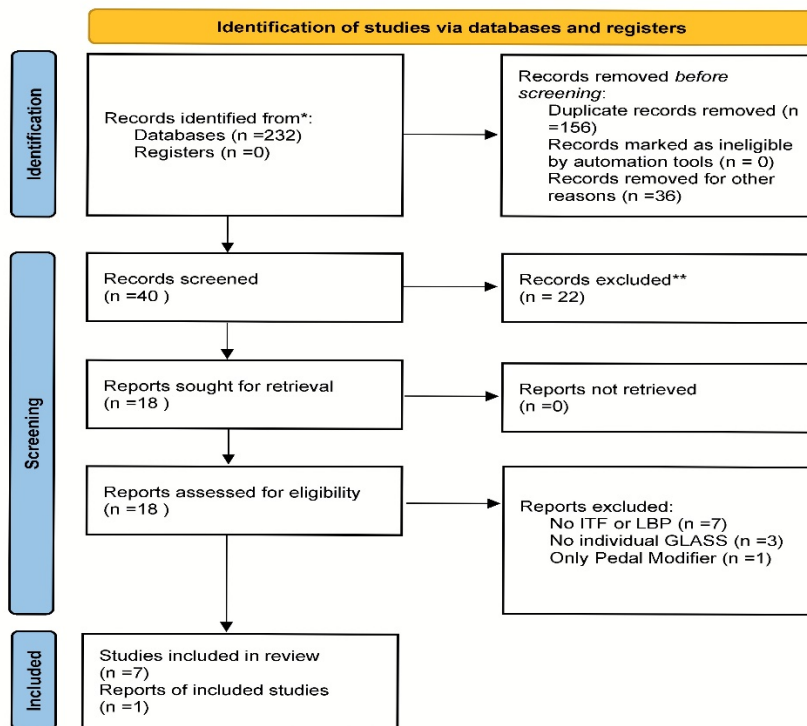 Identification of studies via databases and registers
Identification
Records identified from*:
Databases (n =232)
Registers (n =0)
Records removed before
screening:
Duplicate records removed (n
=156)
Records marked as ineligible
by automation tools (n = 0)
Records removed for other
reasons (n =36)
Screening
Records screened
(n =40 )
Records excluded**
(n = 22)
Reports sought for retrieval
(n =18 )
Reports not retrieved
(n =0)
Reports assessed for eligibility
(n =18 )
Reports excluded:
No ITF or LBP (n =7)
No individual GLASS (n =3)
Only Pedal Modifier (n =1)
Included
Studies included in review
(n =7)
Reports of included studies
(n =1)